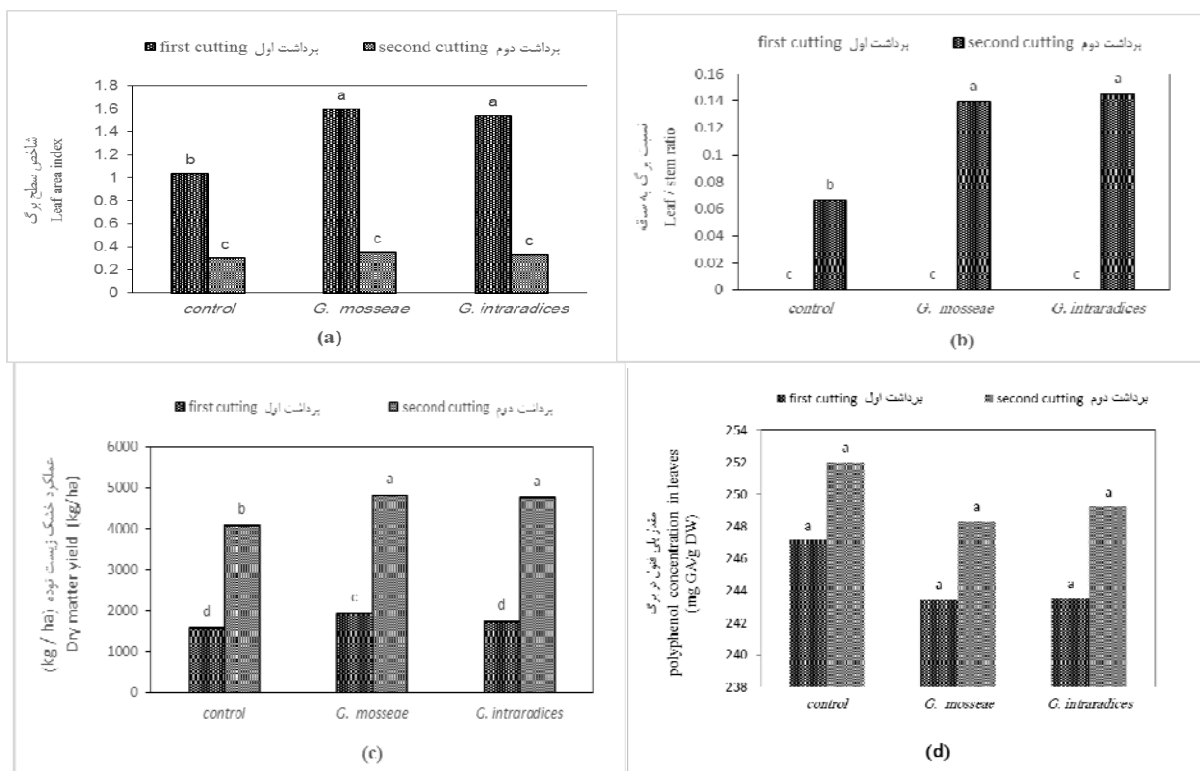 first cutting برداشت اول second cutting برداشت دوم
شاخص سطح برگ
Leaf area index
1.8
1.6
1.4
1.2
1
0.8
0.6
0.4
0.2
0
b c a c a c
control G. mosseae G. intraradices
(a)
first cutting برداشت اول second cutting برداشت دوم
نسبت برگ به ساقه
Leaf / stem ratio
0.16
0.14
0.12
0.1
0.08
0.06
0.04
0.02
0
c b c a c a
control G. mosseae G. intraradices
(b)
first cutting برداشت اول second cutting برداشت دوم
عملکرد خشک زیست توده (kg / ha)
Dry matter yield (kg/ha)
6000
5000
4000
3000
2000
1000
0
d b c a d a
control G. mosseae G. intraradices
(c)
first cutting برداشت اول second cutting برداشت دوم
فنول در برگ
polyphenol concentration in leaves
(mg GA/g DW)
254
252
250
248
246
244
242
240
238
a a a a a a
control G. mosseae G. intraradices
(d)